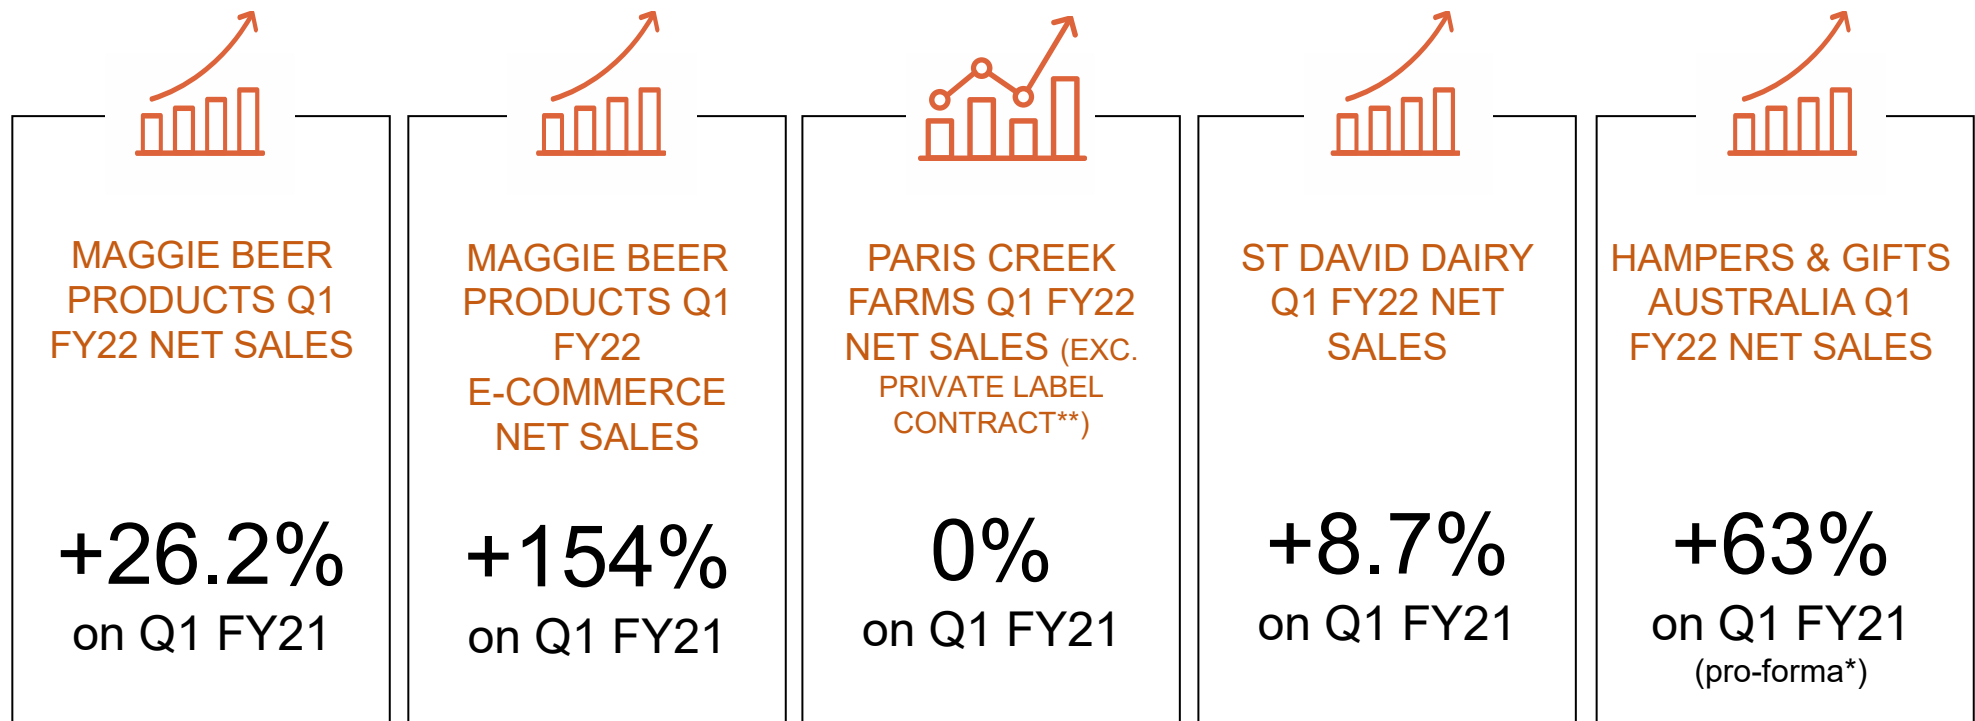 MAGGIE BEER
PRODUCTS Q1
FY22 NET SALES
+26.2%
on Q1 FY21
MAGGIE BEER
PRODUCTS Q1
FY22
E-COMMERCE
NET SALES
+154%
on Q1 FY21
PARIS CREEK
FARMS Q1 FY22
NET SALES (EXC.
PRIVATE LABEL
CONTRACT**)
0%
on Q1 FY21
ST DAVID DAIRY
Q1 FY22 NET
SALES
+8.7%
on Q1 FY21
HAMPERS & GIFTS
AUSTRALIA Q1
FY22 NET SALES
+63%
on Q1 FY21
(pro-forma*)